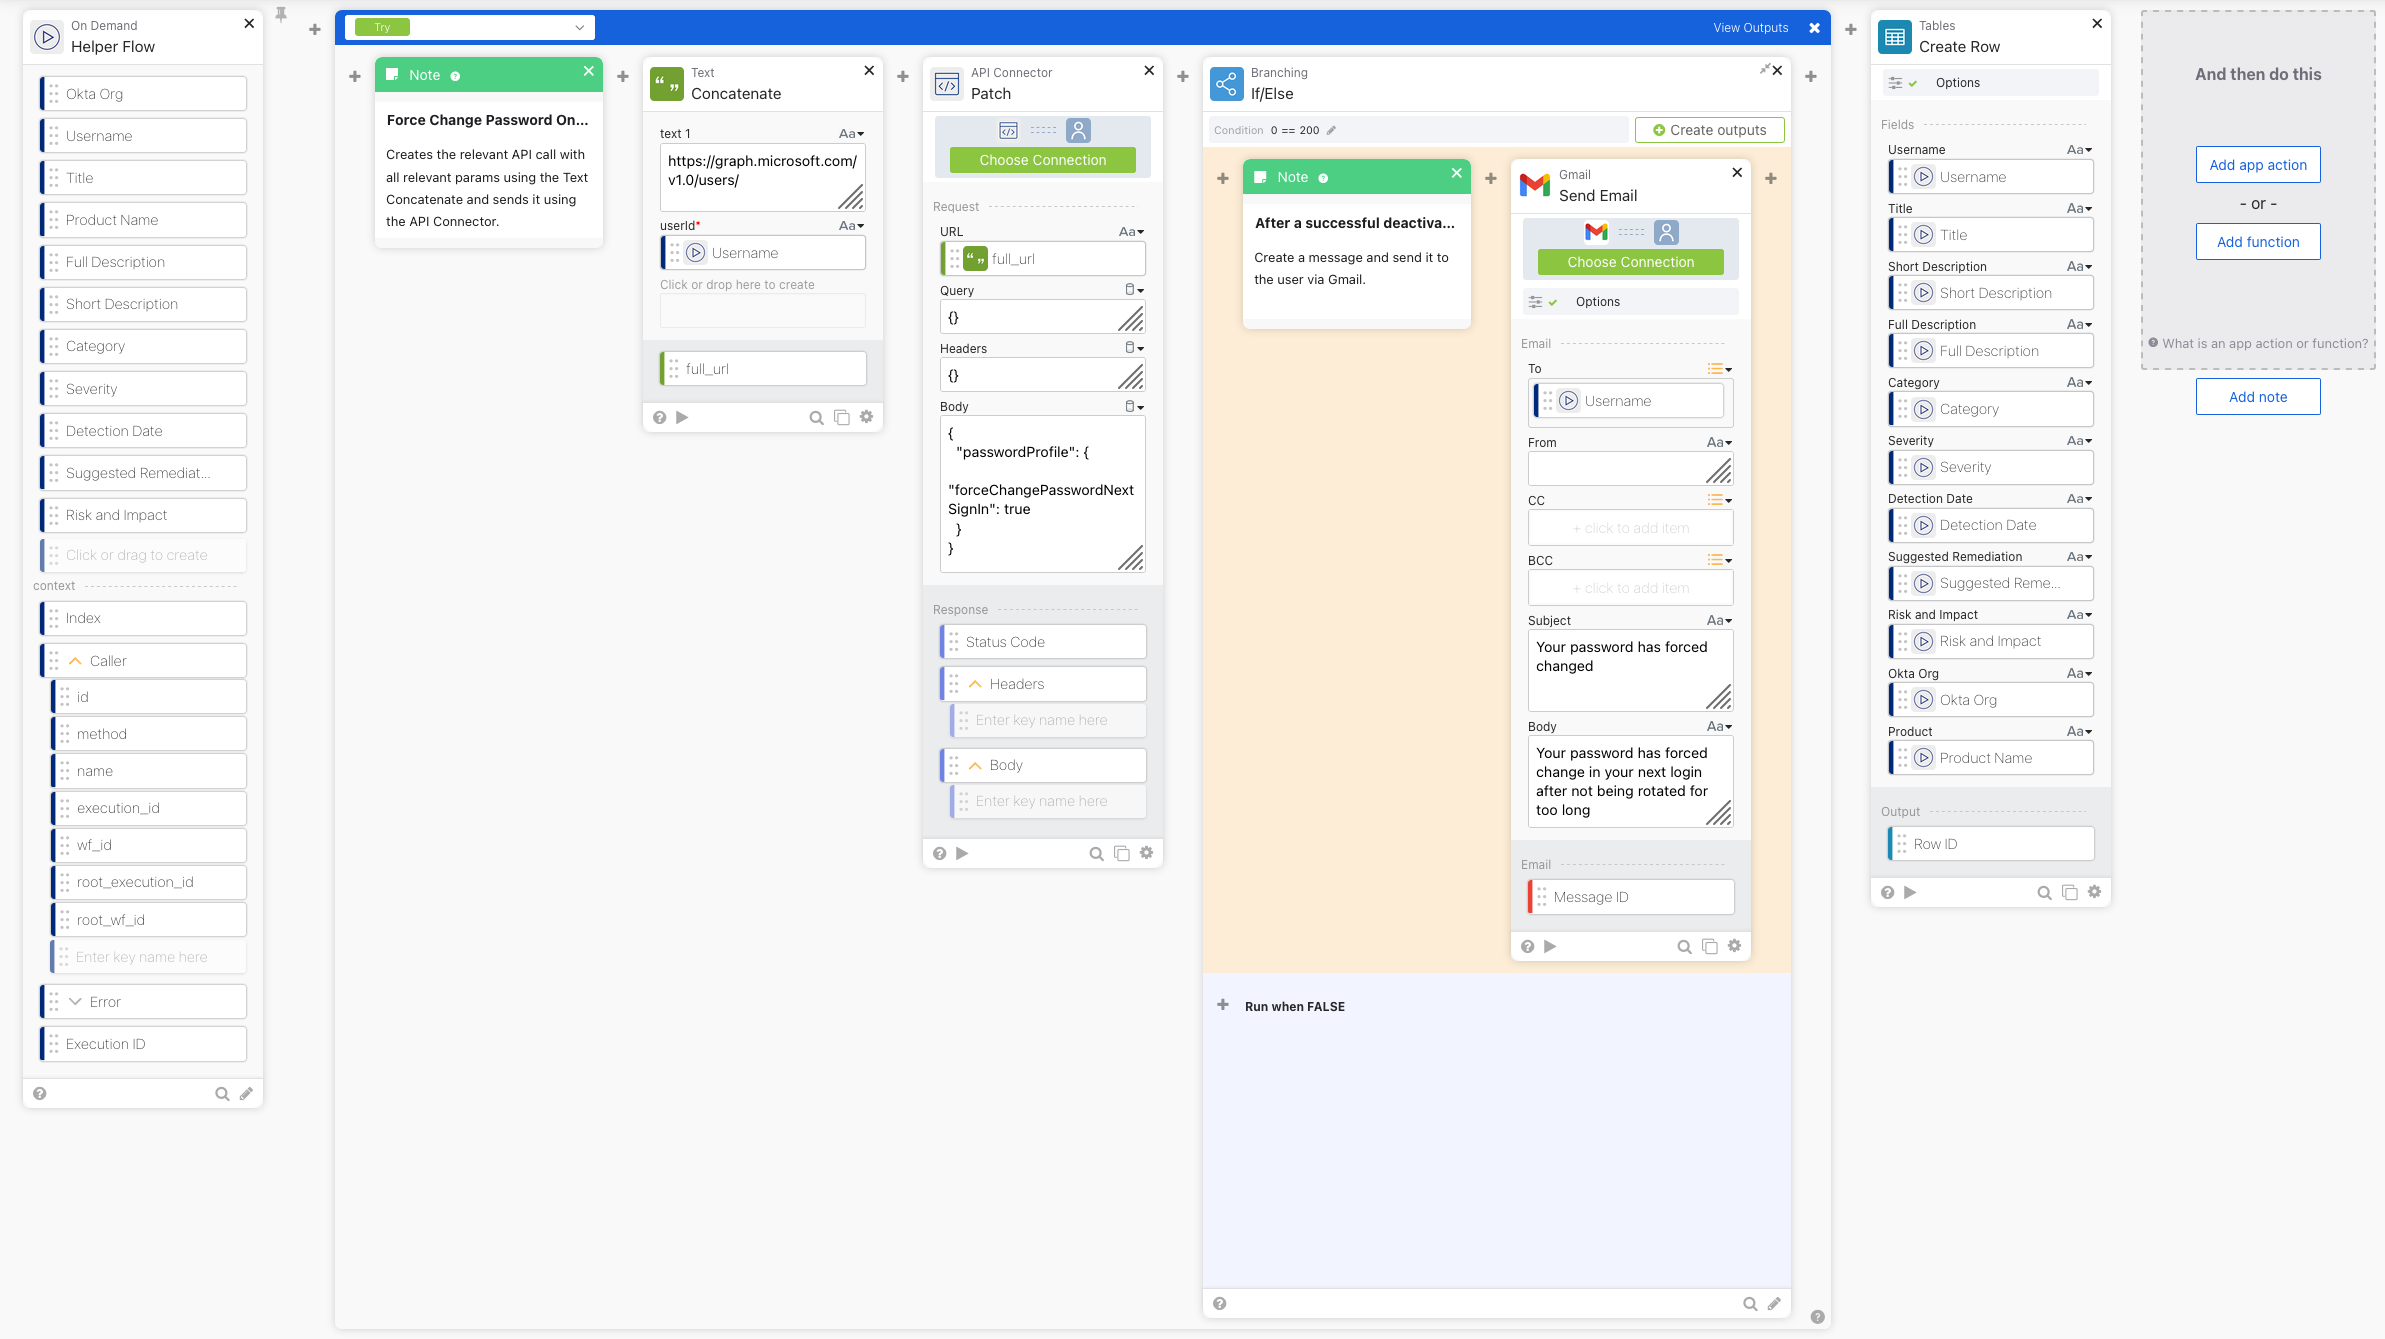 On Demand
Helper Flow
Okta Org
Username
Title
Product Name
Full Description
Short Description
Category
Severity
Detection Date
Suggested Remediat...
Risk and Impact
Click or drag to create
context
Index
Caller
id
method
name
execution_id
wf_id
root_execution_id
root_wf_id
Enter key name here
Error
Execution ID
Try
View Outputs
Note
Force Change Password On...
Creates the relevant API call with
all relevant params using the Text
Concatenate and sends it using
the API Connector.
Text
Concatenate
text 1
Aa
https://graph.microsoft.com/
v1.0/users/
userId*
Aa
Username
Click or drop here to create
full_url
API Connector
Patch
Choose Connection
Request
URL
Aa
full_url
Query
{}
Headers
{}
Body
{
"passwordProfile": {
"forceChangePasswordNext
SignIn": true
}
}
Response
Status Code
Headers
Enter key name here
Body
Enter key name here
Branching
If/Else
Condition 0 == 200
Create outputs
Note
After a successful deactiva...
Create a message and send it to
the user via Gmail.
Gmail
Send Email
Choose Connection
Options
Email
To
Username
From
Aa
CC
+ click to add item
BCC
+ click to add item
Subject
Aa
Your password has forced
changed
Body
Aa
Your password has forced
change in your next login
after not being rotated for
too long
Email
Message ID
Run when FALSE
Tables
Create Row
Options
Fields
Username
Aa
Username
Title
Aa
Title
Short Description
Aa
Short Description
Full Description
Aa
Full Description
Category
Aa
Category
Severity
Aa
Severity
Detection Date
Aa
Detection Date
Suggested Remediation
Aa
Suggested Reme...
Risk and Impact
Aa
Risk and Impact
Okta Org
Aa
Okta Org
Product
Aa
Product Name
Output
Row ID
And then do this
Add app action
- or -
Add function
What is an app action or function?
Add note